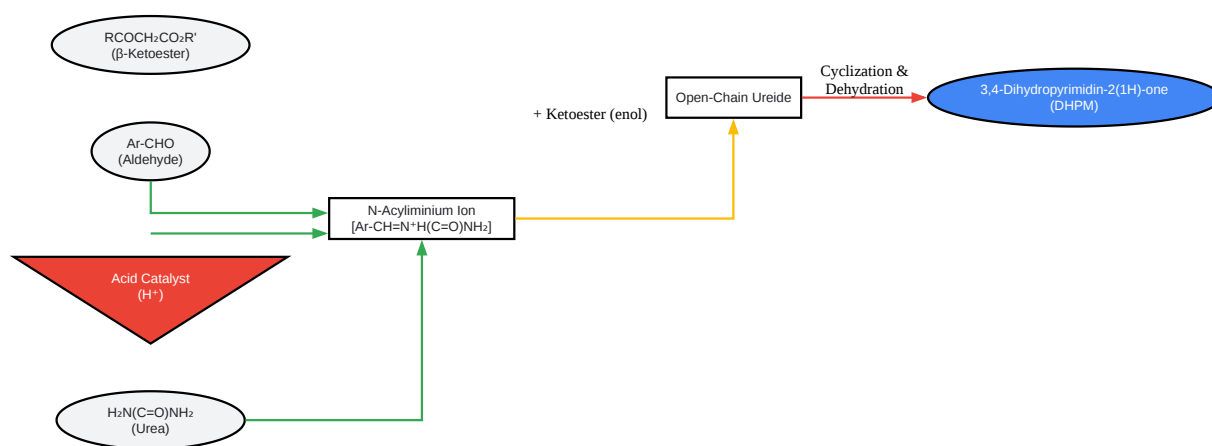 RCOCH₂CO₂R'
(β-Ketoester)
Ar-CHO
(Aldehyde)
Acid Catalyst
(H⁺)
H₂N(C=O)NH₂
(Urea)
N-Acyliminium Ion
[Ar-CH=N⁺H(C=O)NH₂]
+ Ketoester (enol)
Open-Chain Ureide
Cyclization &
Dehydration
3,4-Dihydropyrimidin-2(1H)-one
(DHPM)